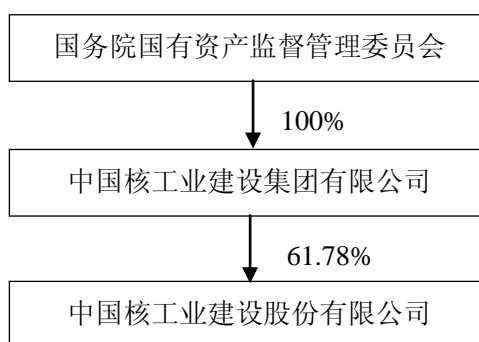 国务院国有资产监督管理委员会
100%
中国核工业建设集团有限公司
61.78%
中国核工业建设股份有限公司